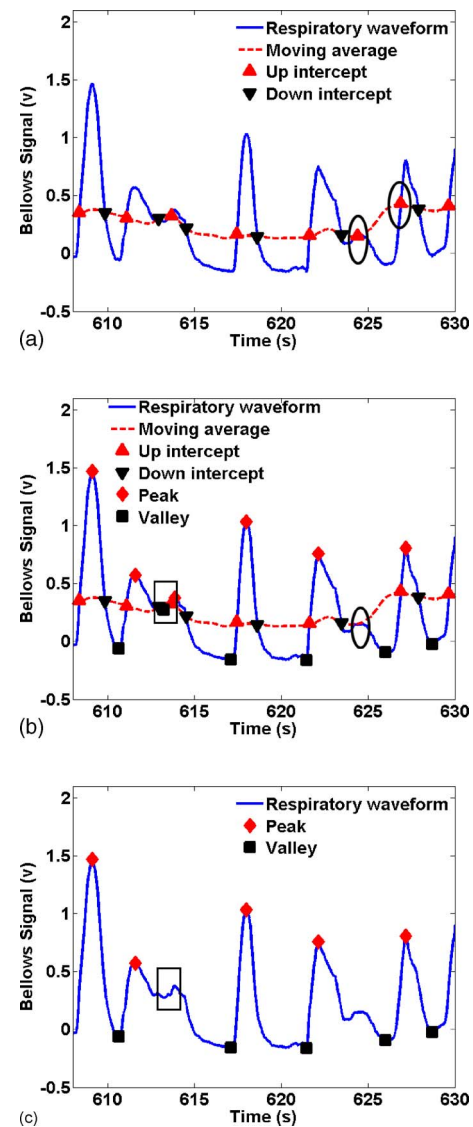 2
Respiratory waveform
Moving average
1.5
Up intercept
Down intercept
1
0.5
0
-0.5
Bellows Signal (v)
610 615 620 625 630
(a) Time (s)
2
Respiratory waveform
Moving average
Up intercept
1.5
Down intercept
Peak
1
Valley
0.5
0
-0.5
Bellows Signal (v)
610 615 620 625 630
(b) Time (s)
2
Respiratory waveform
Peak
1.5
Valley
1
0.5
0
-0.5
Bellows Signal (v)
610 615 620 625 630
(c) Time (s)